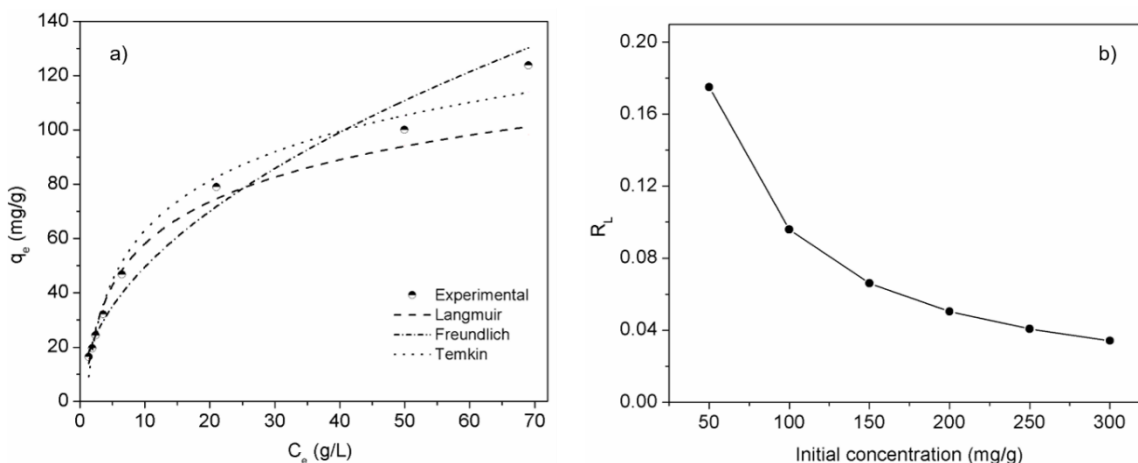 a)
140
120
100
80
60
40
20
0
qₑ (mg/g)
Experimental
Langmuir
Freundlich
Temkin
0 10 20 30 40 50 60 70
Cₑ (g/L)
b)
0.20
0.16
0.12
0.08
0.04
0.00
R_L
50 100 150 200 250 300
Initial concentration (mg/g)